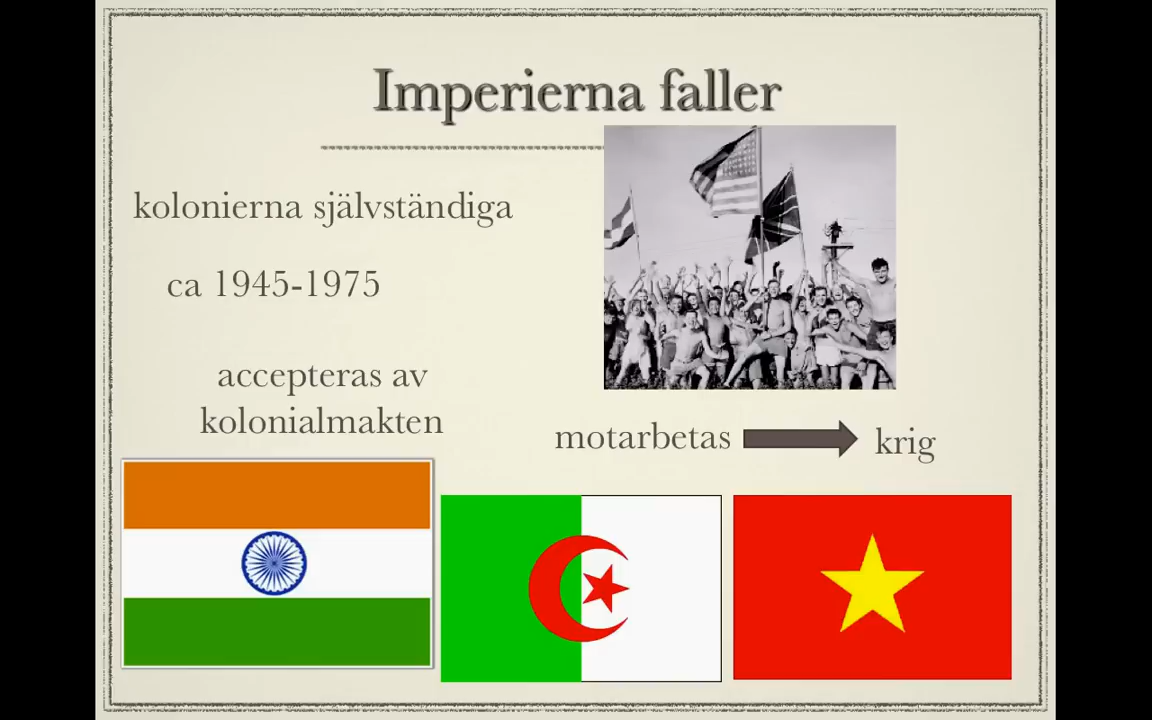 Imperierna faller
kolonierna självständiga
ca 1945-1975
accepteras av
kolonialmakten
motarbetas
krig